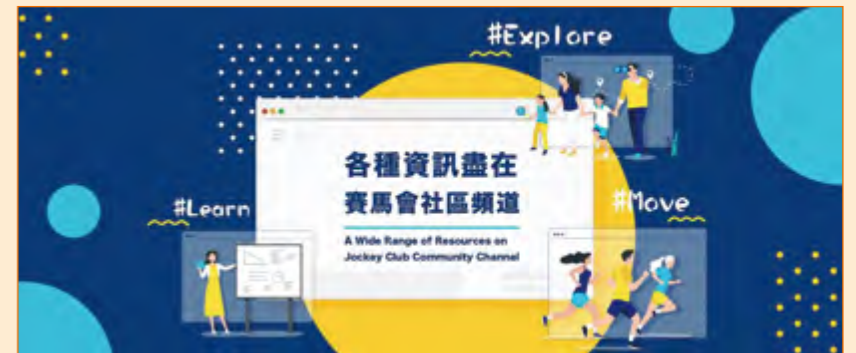 #Explore
各種資訊盡在
賽馬會社區頻道
#Learn
#Move
A Wide Range of Resources on
Jockey Club Community Channel